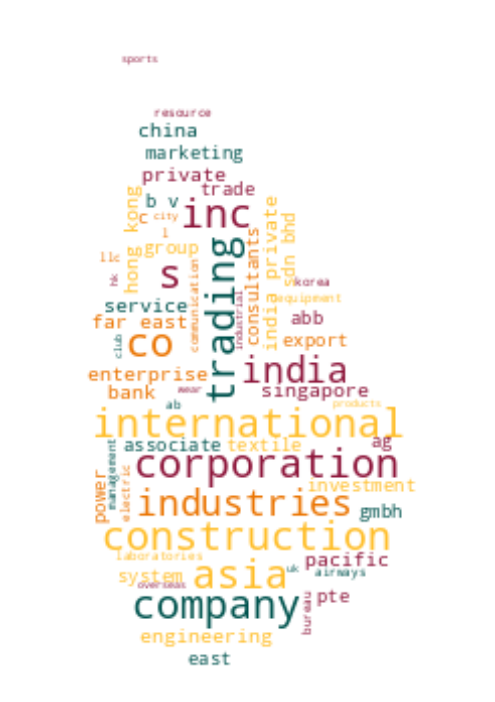 sports
resource
china
marketing
private
trade
hong kong
b v
inc
c
city
l
group
india private
sdn bhd
trading
consultants
llc
hk
s
communication
industrial
korea
equipment
service
far east
abb
club
co
export
enterprise
india
bank
wear
singapore
ab
products
international
associate
textile
ag
management
corporation
power
electric
investment
industries
gmbh
construction
laboratories
pacific
system
overseas
asia
uk
airways
company
pte
bureau
engineering
east